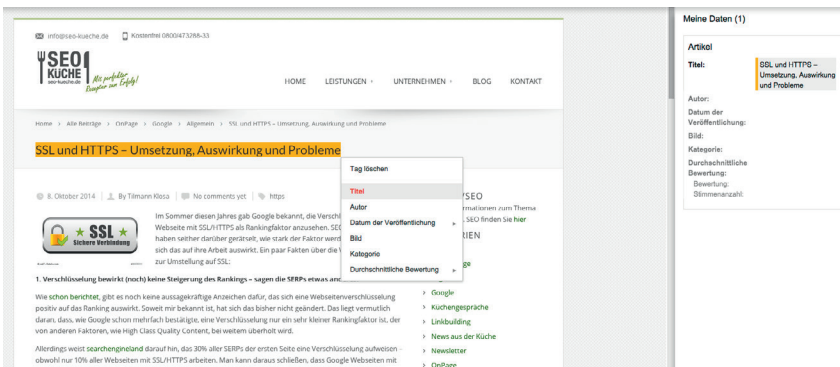 info@seo-kueche.de
Kostenfrei 0800/473288-33
SEO
KÜCHE
seo-kueche.de
Mit perfekten
Rezepten zum Erfolg!
HOME
LEISTUNGEN
UNTERNEHMEN
BLOG
KONTAKT
Home > Alle Beiträge > OnPage > Google > Allgemein > SSL und HTTPS – Umsetzung, Auswirkung und Probleme
SSL und HTTPS – Umsetzung, Auswirkung und Probleme
8. Oktober 2014 | By Tilmann Klosa | No comments yet | https
SSL
Sichere Verbindung
Im Sommer diesen Jahres gab Google bekannt, die Verschl
Webseite mit SSL/HTTPS als Rankingfaktor anzusehen. SEO
haben seither darüber gerätselt, wie stark der Faktor werd
sich das auf ihre Arbeit auswirkt. Ein paar Fakten über die
zur Umstellung auf SSL:
1. Verschlüsselung bewirkt (noch) keine Steigerung des Rankings – sagen die SERPs etwas an
Wie schon berichtet, gibt es noch keine aussagekräftige Anzeichen dafür, das sich eine Webseitenverschlüsselung
positiv auf das Ranking auswirkt. Soweit mir bekannt ist, hat sich das bisher nicht geändert. Das liegt vermutlich
daran, dass, wie Google schon mehrfach bestätigte, eine Verschlüsselung nur ein sehr kleiner Rankingfaktor ist, der
von anderen Faktoren, wie High Class Quality Content, bei weitem überholt wird.
Allerdings weist searchengineland darauf hin, das 30% aller SERPs der ersten Seite eine Verschlüsselung aufweisen -
obwohl nur 10% aller Webseiten mit SSL/HTTPS arbeiten. Man kann daraus schließen, dass Google Webseiten mit
Tag löschen
Titel
Autor
Datum der Veröffentlichung
Bild
Kategorie
Durchschnittliche Bewertung
/SEO
rmationen zum Thema
SEO finden Sie hier
RIEN
ge
Google
Küchengespräche
Linkbuilding
News aus der Küche
Newsletter
OnPage
Meine Daten (1)
Artikel
Titel:
SSL und HTTPS –
Umsetzung, Auswirkung
und Probleme
Autor:
Datum der
Veröffentlichung:
Bild:
Kategorie:
Durchschnittliche
Bewertung:
Bewertung:
Stimmenanzahl: